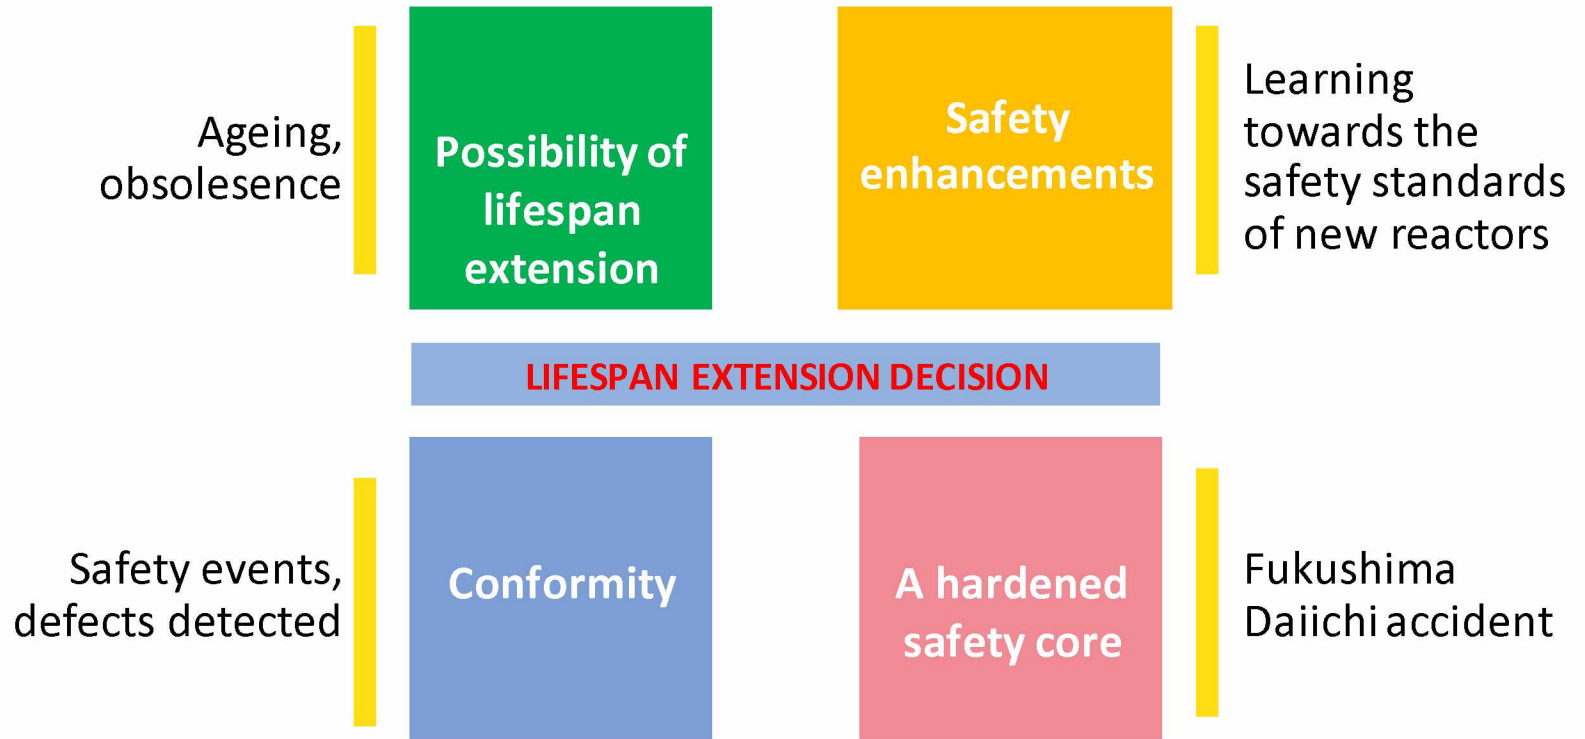 Ageing,
obsolesence
Possibility of
lifespan
extension
Safety
enhancements
Learning
towards the
safety standards
of new reactors
LIFESPAN EXTENSION DECISION
Safety events,
defects detected
Conformity
A hardened
safety core
Fukushima
Daiichi accident